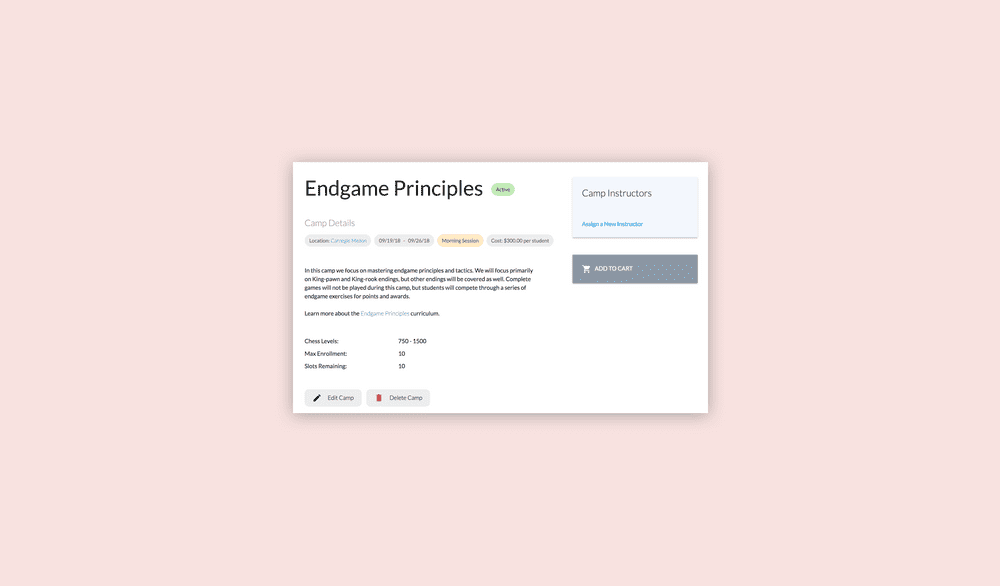 Endgame Principles Active
Camp Details
Location: Carnegie Mellon 09/19/18 - 09/26/18 Morning Session Cost: $300.00 per student
In this camp we focus on mastering endgame principles and tactics. We will focus primarily
on King-pawn and King-rook endings, but other endings will be covered as well. Complete
games will not be played during this camp, but students will compete through a series of
endgame exercises for points and awards.
Learn more about the Endgame Principles curriculum.
Chess Levels: 750 - 1500
Max Enrollment: 10
Slots Remaining: 10
Edit Camp Delete Camp
Camp Instructors
Assign a New Instructor
ADD TO CART